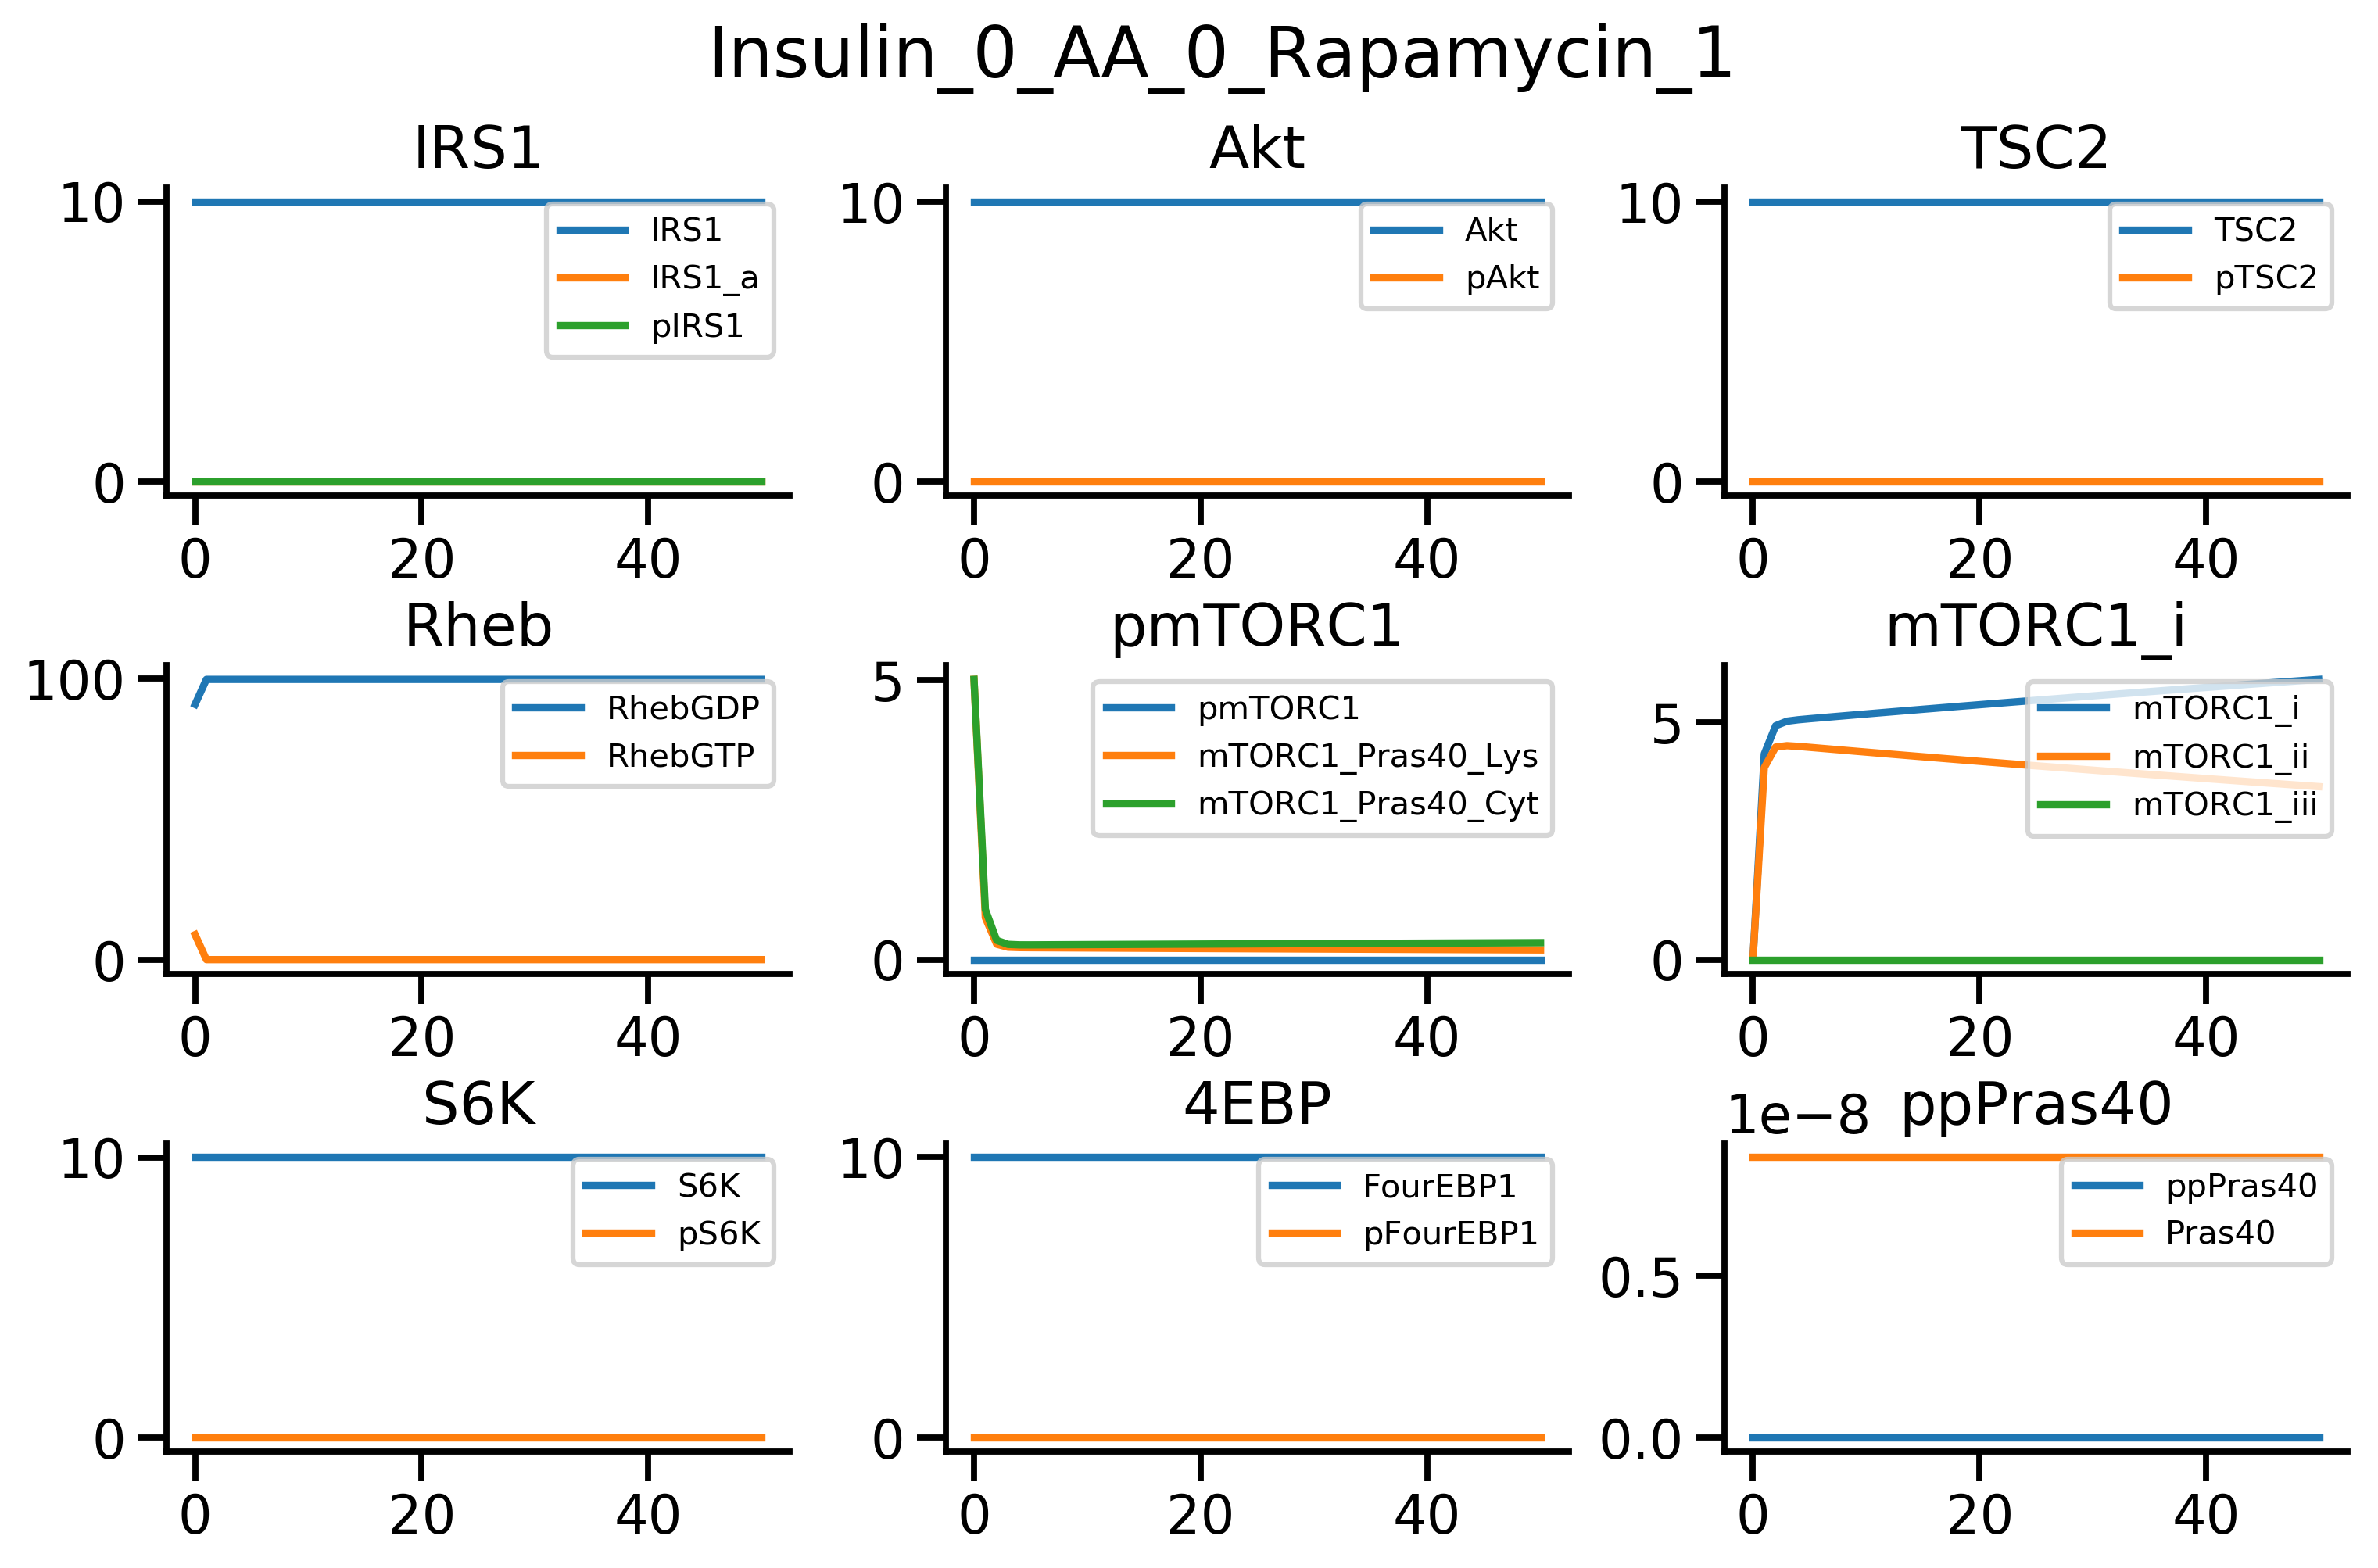 Insulin_0_AA_0_Rapamycin_1
IRS1
10
0
0 20 40
IRS1
IRS1_a
pIRS1
Akt
10
0
0 20 40
Akt
pAkt
TSC2
10
0
0 20 40
TSC2
pTSC2
Rheb
100
0
0 20 40
RhebGDP
RhebGTP
pmTORC1
5
0
0 20 40
pmTORC1
mTORC1_Pras40_Lys
mTORC1_Pras40_Cyt
mTORC1_i
5
0
0 20 40
mTORC1_i
mTORC1_ii
mTORC1_iii
S6K
10
0
0 20 40
S6K
pS6K
4EBP
10
0
0 20 40
FourEBP1
pFourEBP1
1e−8 ppPras40
0.5
0.0
0 20 40
ppPras40
Pras40